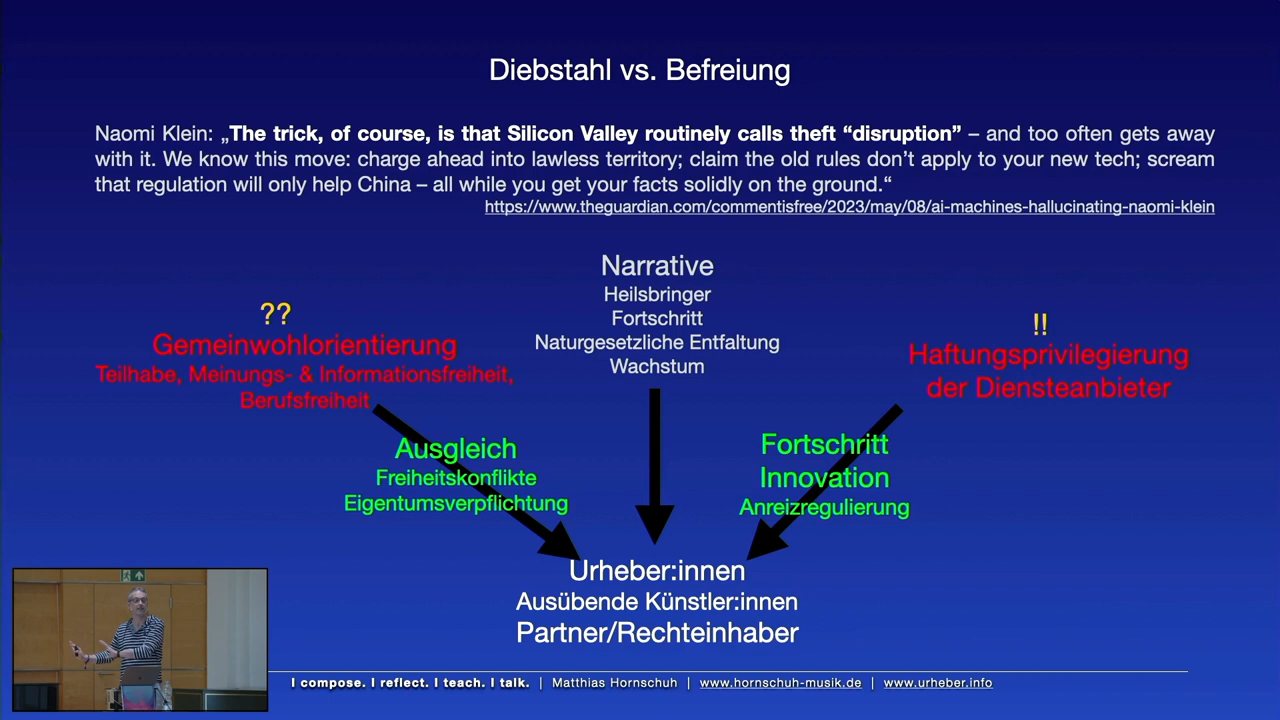 Diebstahl vs. Befreiung
Naomi Klein: „The trick, of course, is that Silicon Valley routinely calls theft “disruption” – and too often gets away
with it. We know this move: charge ahead into lawless territory; claim the old rules don’t apply to your new tech; scream
that regulation will only help China – all while you get your facts solidly on the ground.“
https://www.theguardian.com/commentisfree/2023/may/08/ai-machines-hallucinating-naomi-klein
Narrative
Heilsbringer
Fortschritt
Naturgesetzliche Entfaltung
Wachstum
??
Gemeinwohlorientierung
Teilhabe, Meinungs- & Informationsfreiheit,
Berufsfreiheit
!!
Haftungsprivilegierung
der Diensteanbieter
Ausgleich
Freiheitskonflikte
Eigentumsverpflichtung
Fortschritt
Innovation
Anreizregulierung
Urheber:innen
Ausübende Künstler:innen
Partner/Rechteinhaber
I compose. I reflect. I teach. I talk. | Matthias Hornschuh | www.hornschuh-musik.de | www.urheber.info